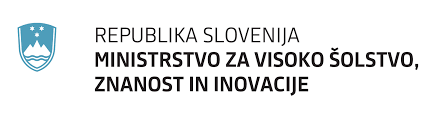 REPUBLIKA SLOVENIJA
MINISTRSTVO ZA VISOKO ŠOLSTVO,
ZNANOST IN INOVACIJE